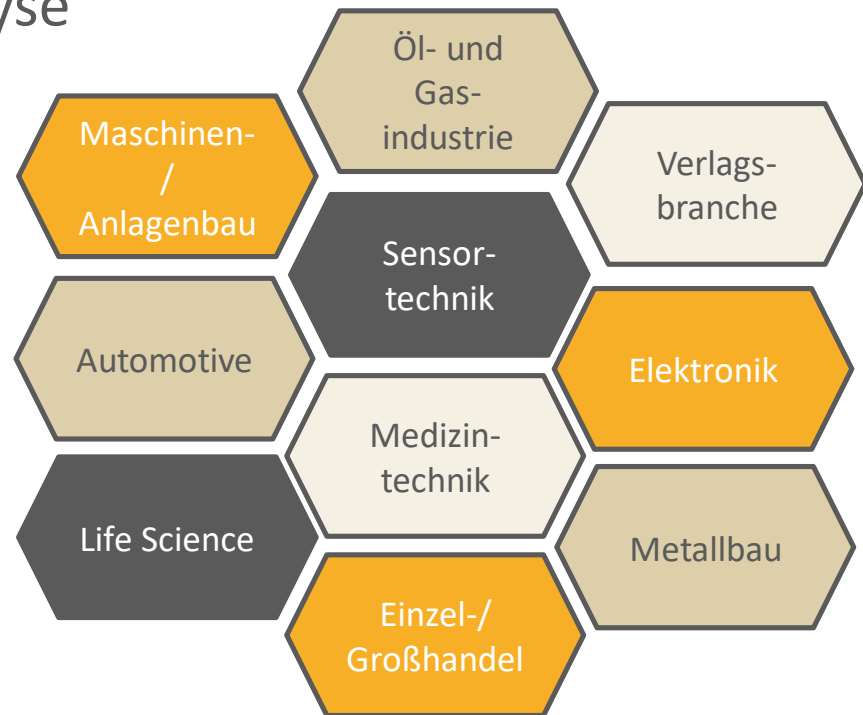 Öl- und
Gas-
industrie
Maschinen-
/
Anlagenbau
Verlags-
branche
Sensor-
technik
Automotive
Elektronik
Medizin-
technik
Life Science
Metallbau
Einzel-/
Großhandel